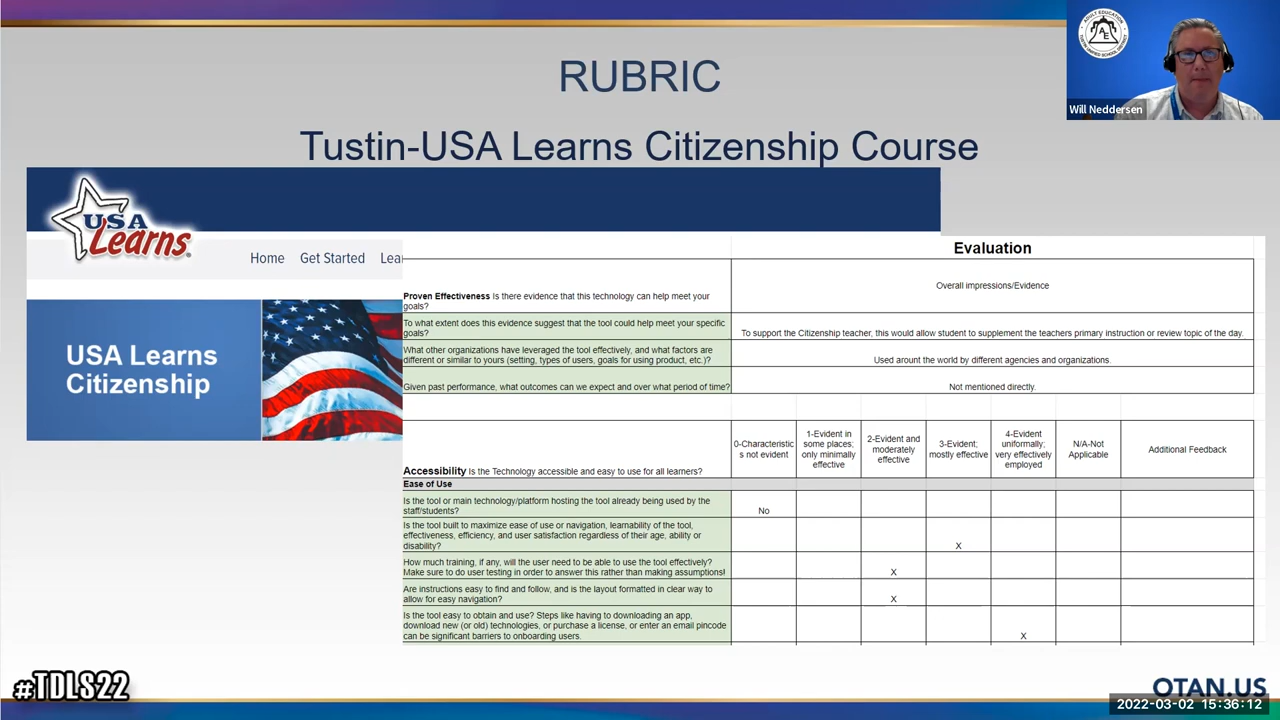 RUBRIC
Tustin-USA Learns Citizenship Course
ADULT EDUCATION
TUSTIN UNIFIED SCHOOL DISTRICT
A E
Will Neddersen
USA
Learns
Home Get Started Lea
USA Learns
Citizenship
Evaluation
Overall impressions/Evidence
Proven Effectiveness Is there evidence that this technology can help meet your
goals?
To what extent does this evidence suggest that the tool could help meet your specific
goals?
To support the Citizenship teacher, this would allow student to supplement the teachers primary instruction or review topic of the day.
What other organizations have leveraged the tool effectively, and what factors are
different or similar to yours (setting, types of users, goals for using product, etc.)?
Used arount the world by different agencies and organizations.
Given past performance, what outcomes can we expect and over what period of time?
Not mentioned directly.
Accessibility Is the Technology accessible and easy to use for all learners?
0-Characteristic
s not evident
1-Evident in
some places;
only minimally
effective
2-Evident and
moderately
effective
3-Evident;
mostly effective
4-Evident
uniformally;
very effectively
employed
N/A-Not
Applicable
Additional Feedback
Ease of Use
Is the tool or main technology/platform hosting the tool already being used by the
staff/students?
No
Is the tool built to maximize ease of use or navigation, learnability of the tool,
effectiveness, efficiency, and user satisfaction regardless of their age, ability or
disability?
X
How much training, if any, will the user need to be able to use the tool effectively?
Make sure to do user testing in order to answer this rather than making assumptions!
X
Are instructions easy to find and follow, and is the layout formatted in clear way to
allow for easy navigation?
X
Is the tool easy to obtain and use? Steps like having to downloading an app,
download new (or old) technologies, or purchase a license, or enter an email pincode
can be significant barriers to onboarding users.
X
#TDLS22
OTAN.US
2022-03-02 15:36:12